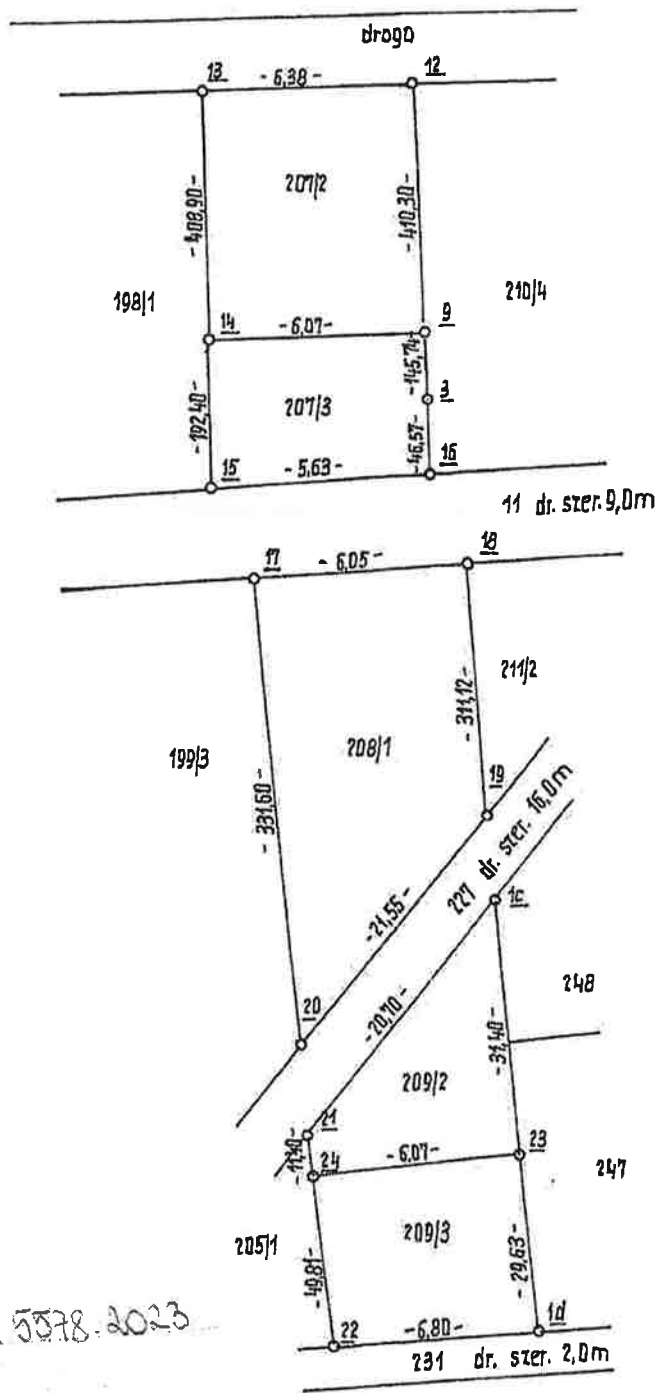 droga
13 -6,38- 12
-408,90-
207/2
-410,30-
198/1
210/4
14 -6,07- 9
-145,74-
-192,40-
207/3
3
-46,57-
15 -5,63- 16
11 dr. szer. 9,0m
17 -6,05- 18
-311,12-
211/2
199/3
208/1
-331,60-
19
227 dr. szer. 16,0m
-21,55-
1c
-20,70-
248
20
-31,40-
209/2
21
-11,10-
24 -6,07- 23
247
205/1
209/3
-49,81-
-29,63-
5578.2023
22 -6,80- 1d
231 dr. szer. 2,0m